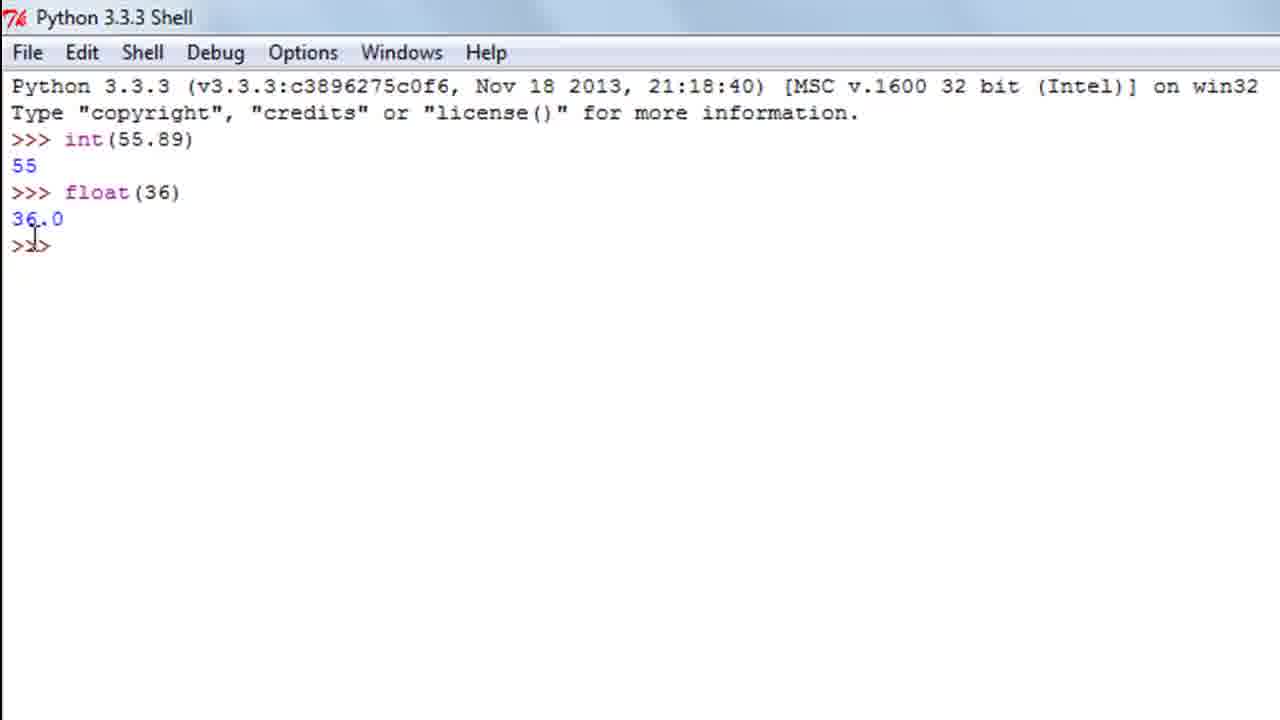 Python 3.3.3 Shell
File Edit Shell Debug Options Windows Help
Python 3.3.3 (v3.3.3:c3896275c0f6, Nov 18 2013, 21:18:40) [MSC v.1600 32 bit (Intel)] on win32
Type "copyright", "credits" or "license()" for more information.
>>> int(55.89)
55
>>> float(36)
36.0
>>>